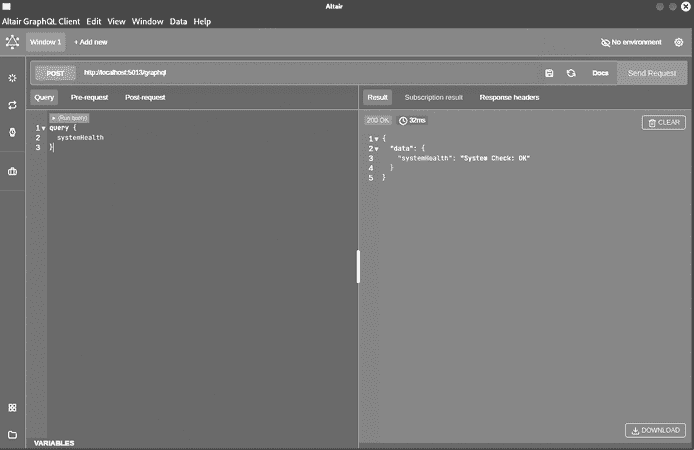 Altair
Altair GraphQL Client Edit View Window Data Help
Window 1 + Add new No environment
POST http://localhost:5013/graphql Docs Send Request
Query Pre-request Post-request
Result Subscription result Response headers
(Run query)
1 query {
2 systemHealth
3 }
200 OK 32ms
CLEAR
1 {
2 "data": {
3 "systemHealth": "System Check: OK"
4 }
5 }
DOWNLOAD
VARIABLES